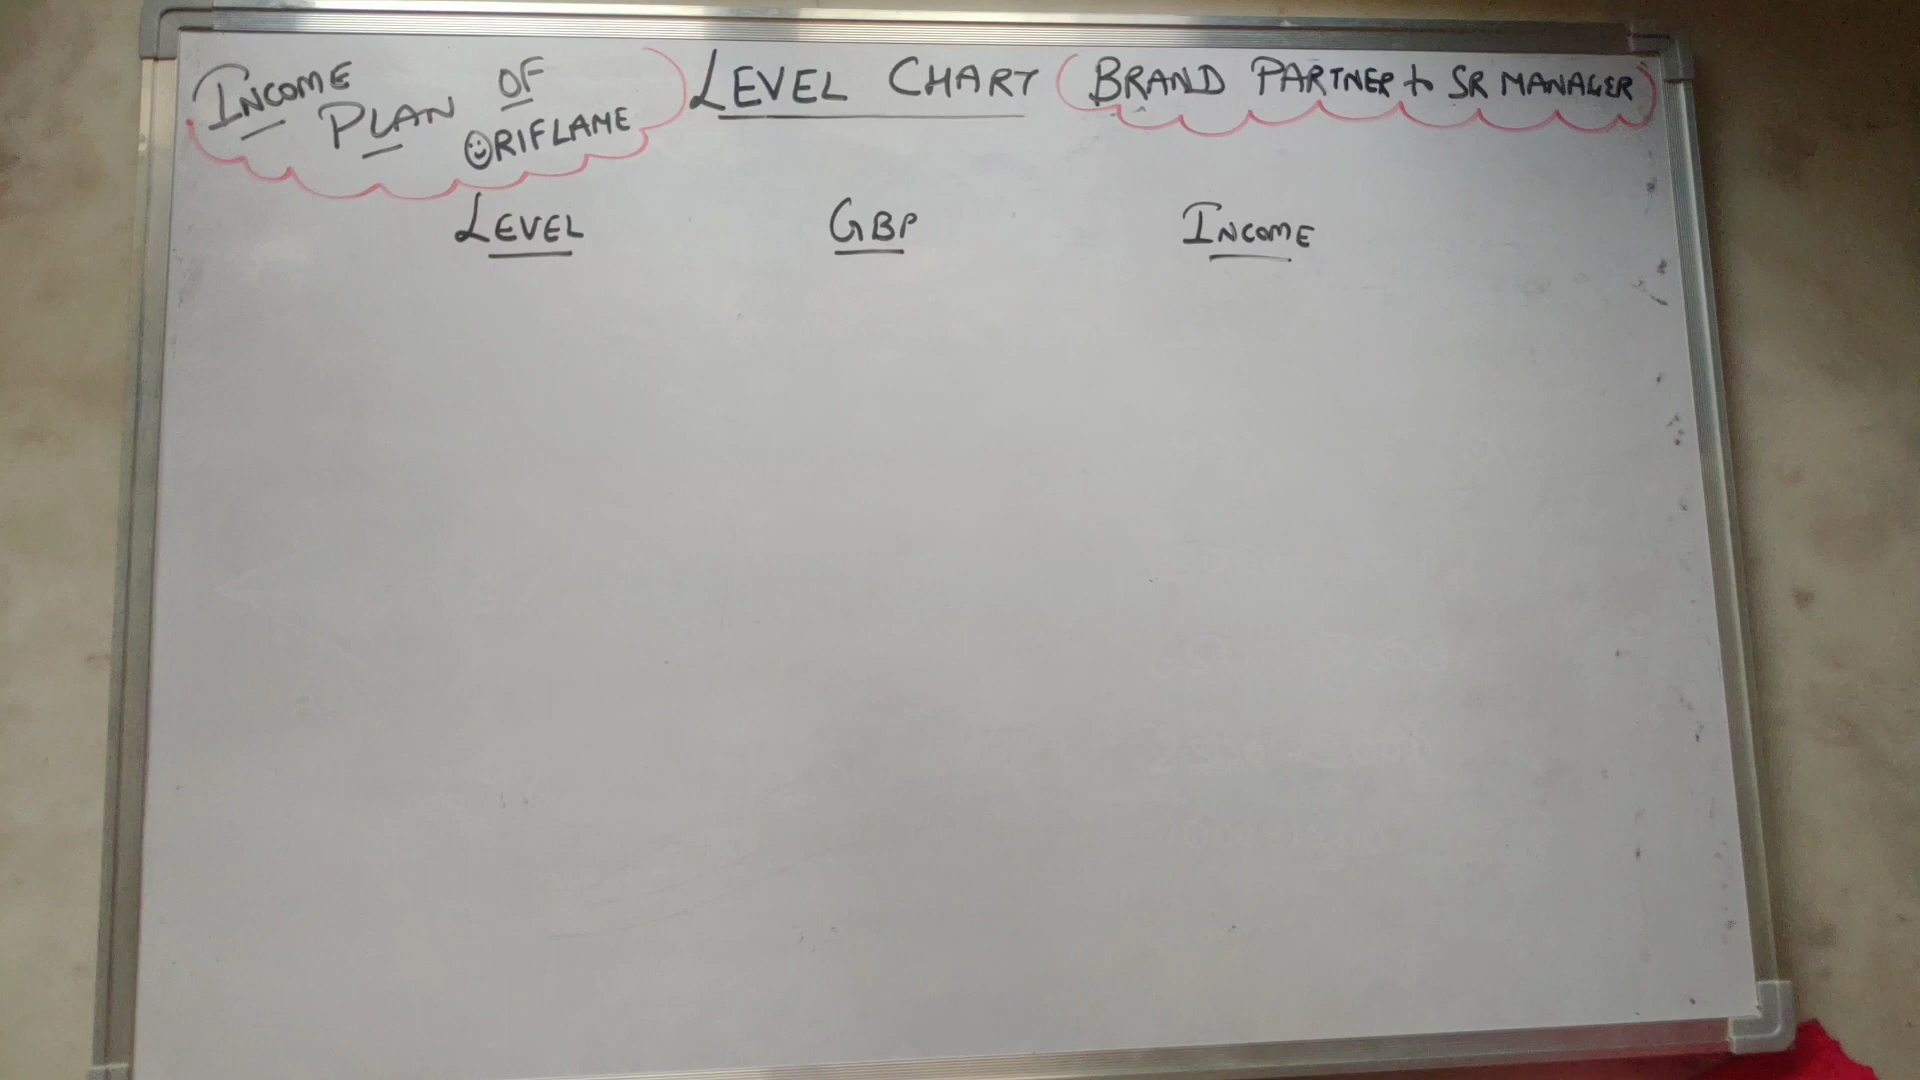 INCOME
PLAN OF
ORIFLAME
LEVEL CHART (BRAND PARTNER to SR MANAGER)
LEVEL GBP INCOME